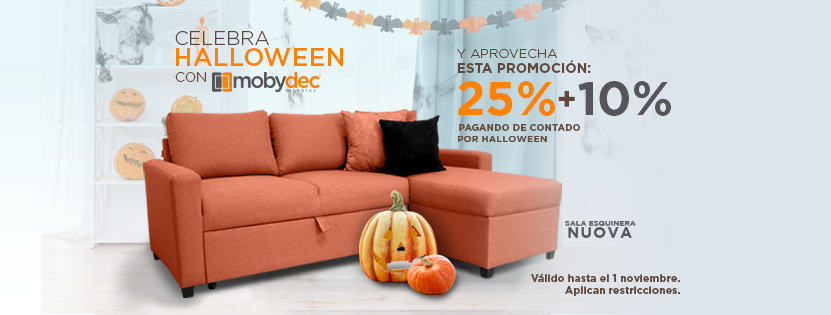 CELEBRA
HALLOWEEN
CON mobydec
muebles
Y APROVECHA
ESTA PROMOCIÓN:
25%+10%
PAGANDO DE CONTADO
POR HALLOWEEN
SALA ESQUINERA
NUOVA
Válido hasta el 1 noviembre.
Aplican restricciones.